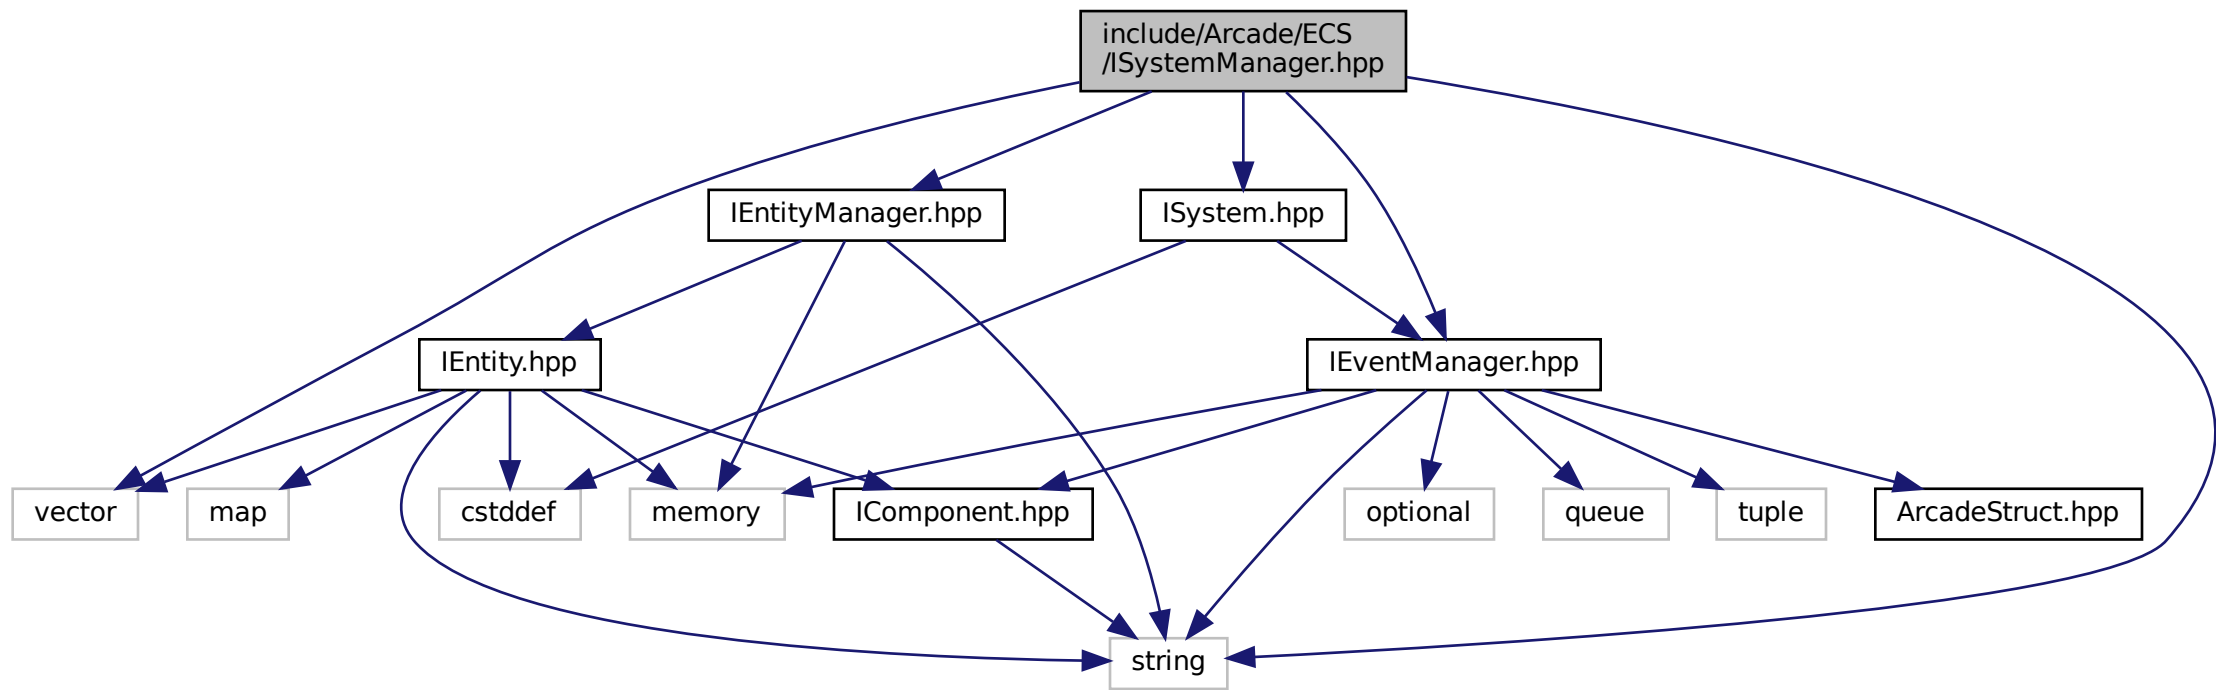 include/Arcade/ECS
/ISystemManager.hpp
IEntityManager.hpp
ISystem.hpp
IEntity.hpp
IEventManager.hpp
vector
map
cstddef
memory
IComponent.hpp
optional
queue
tuple
ArcadeStruct.hpp
string